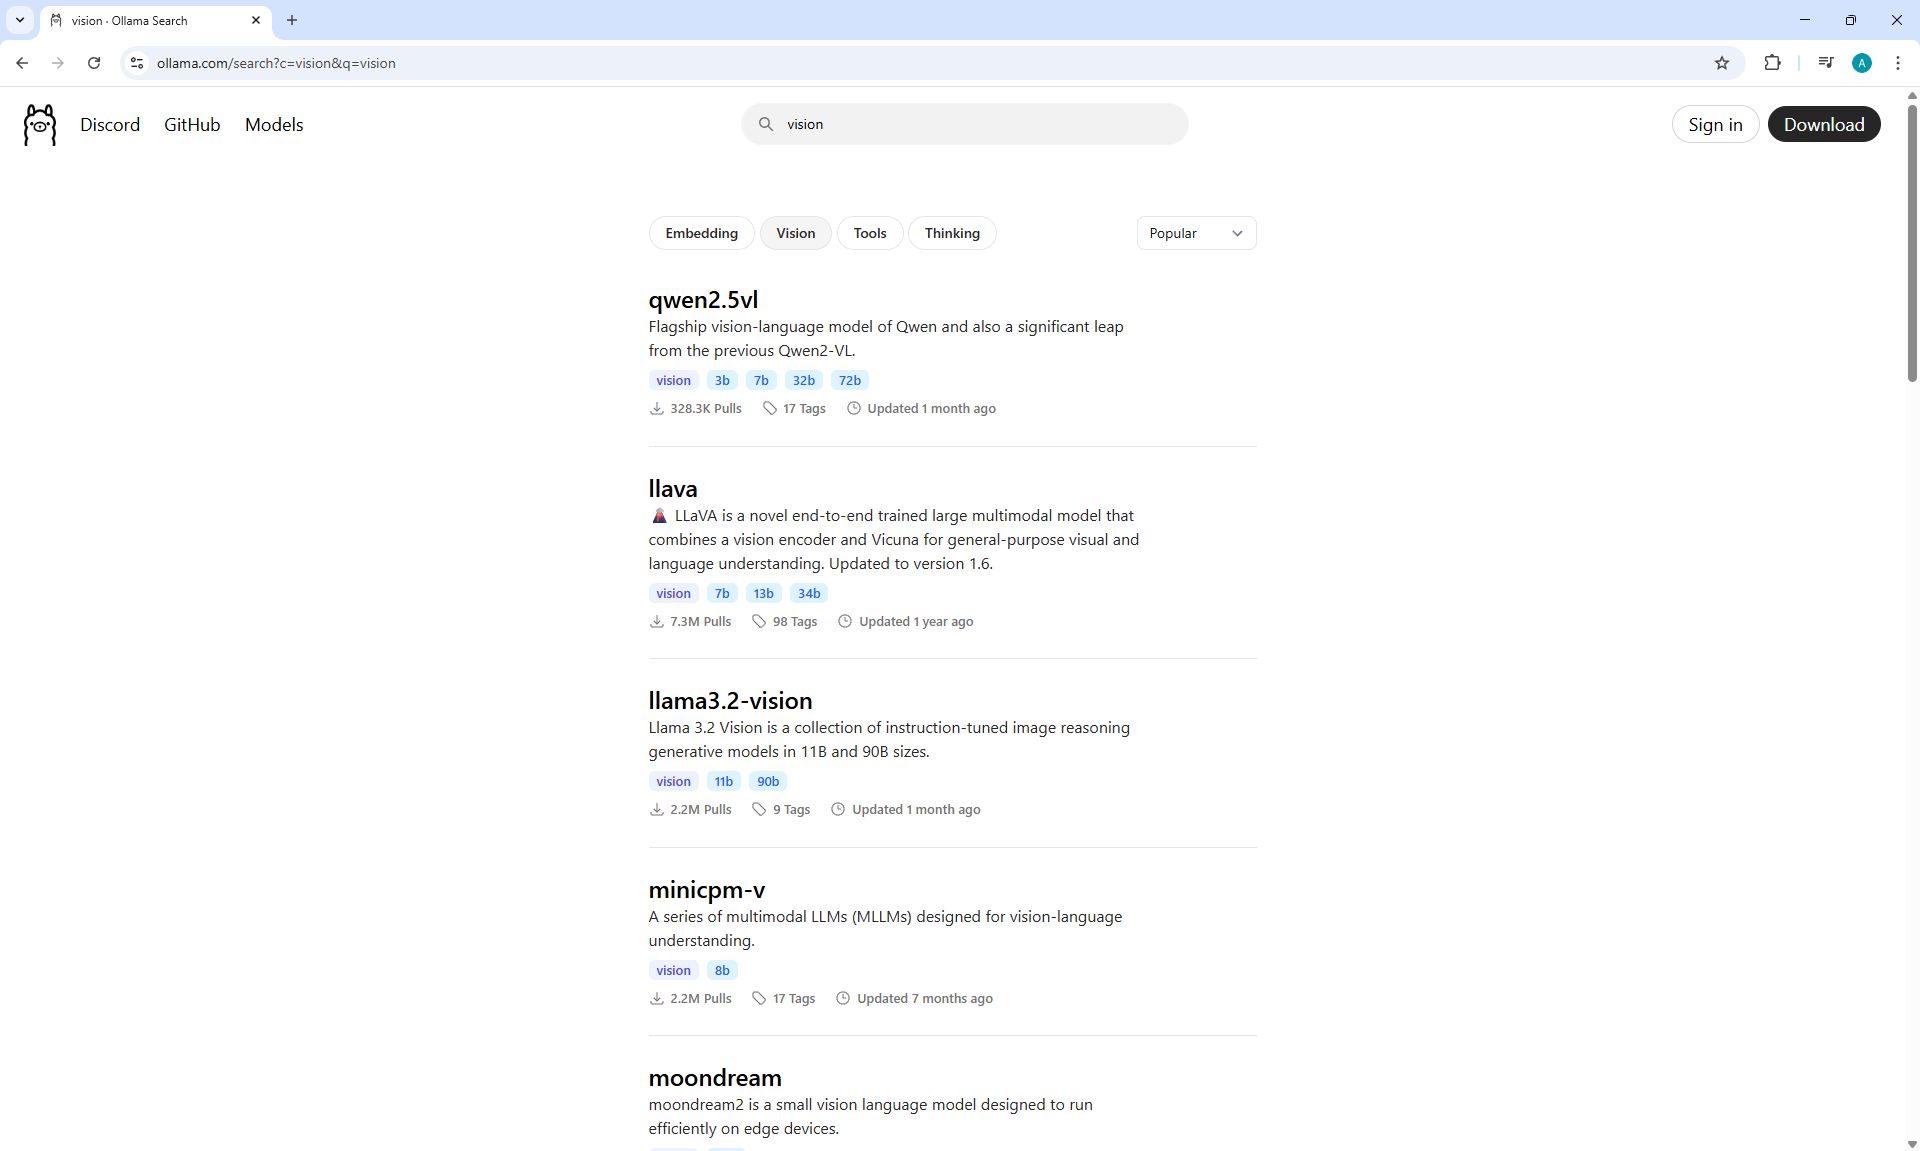 vision · Ollama Search
ollama.com/search?c=vision&q=vision
A
Discord GitHub Models
vision
Sign in Download
Embedding Vision Tools Thinking Popular
qwen2.5vl
Flagship vision-language model of Qwen and also a significant leap
from the previous Qwen2-VL.
vision 3b 7b 32b 72b
328.3K Pulls 17 Tags Updated 1 month ago
llava
🌋 LLaVA is a novel end-to-end trained large multimodal model that
combines a vision encoder and Vicuna for general-purpose visual and
language understanding. Updated to version 1.6.
vision 7b 13b 34b
7.3M Pulls 98 Tags Updated 1 year ago
llama3.2-vision
Llama 3.2 Vision is a collection of instruction-tuned image reasoning
generative models in 11B and 90B sizes.
vision 11b 90b
2.2M Pulls 9 Tags Updated 1 month ago
minicpm-v
A series of multimodal LLMs (MLLMs) designed for vision-language
understanding.
vision 8b
2.2M Pulls 17 Tags Updated 7 months ago
moondream
moondream2 is a small vision language model designed to run
efficiently on edge devices.